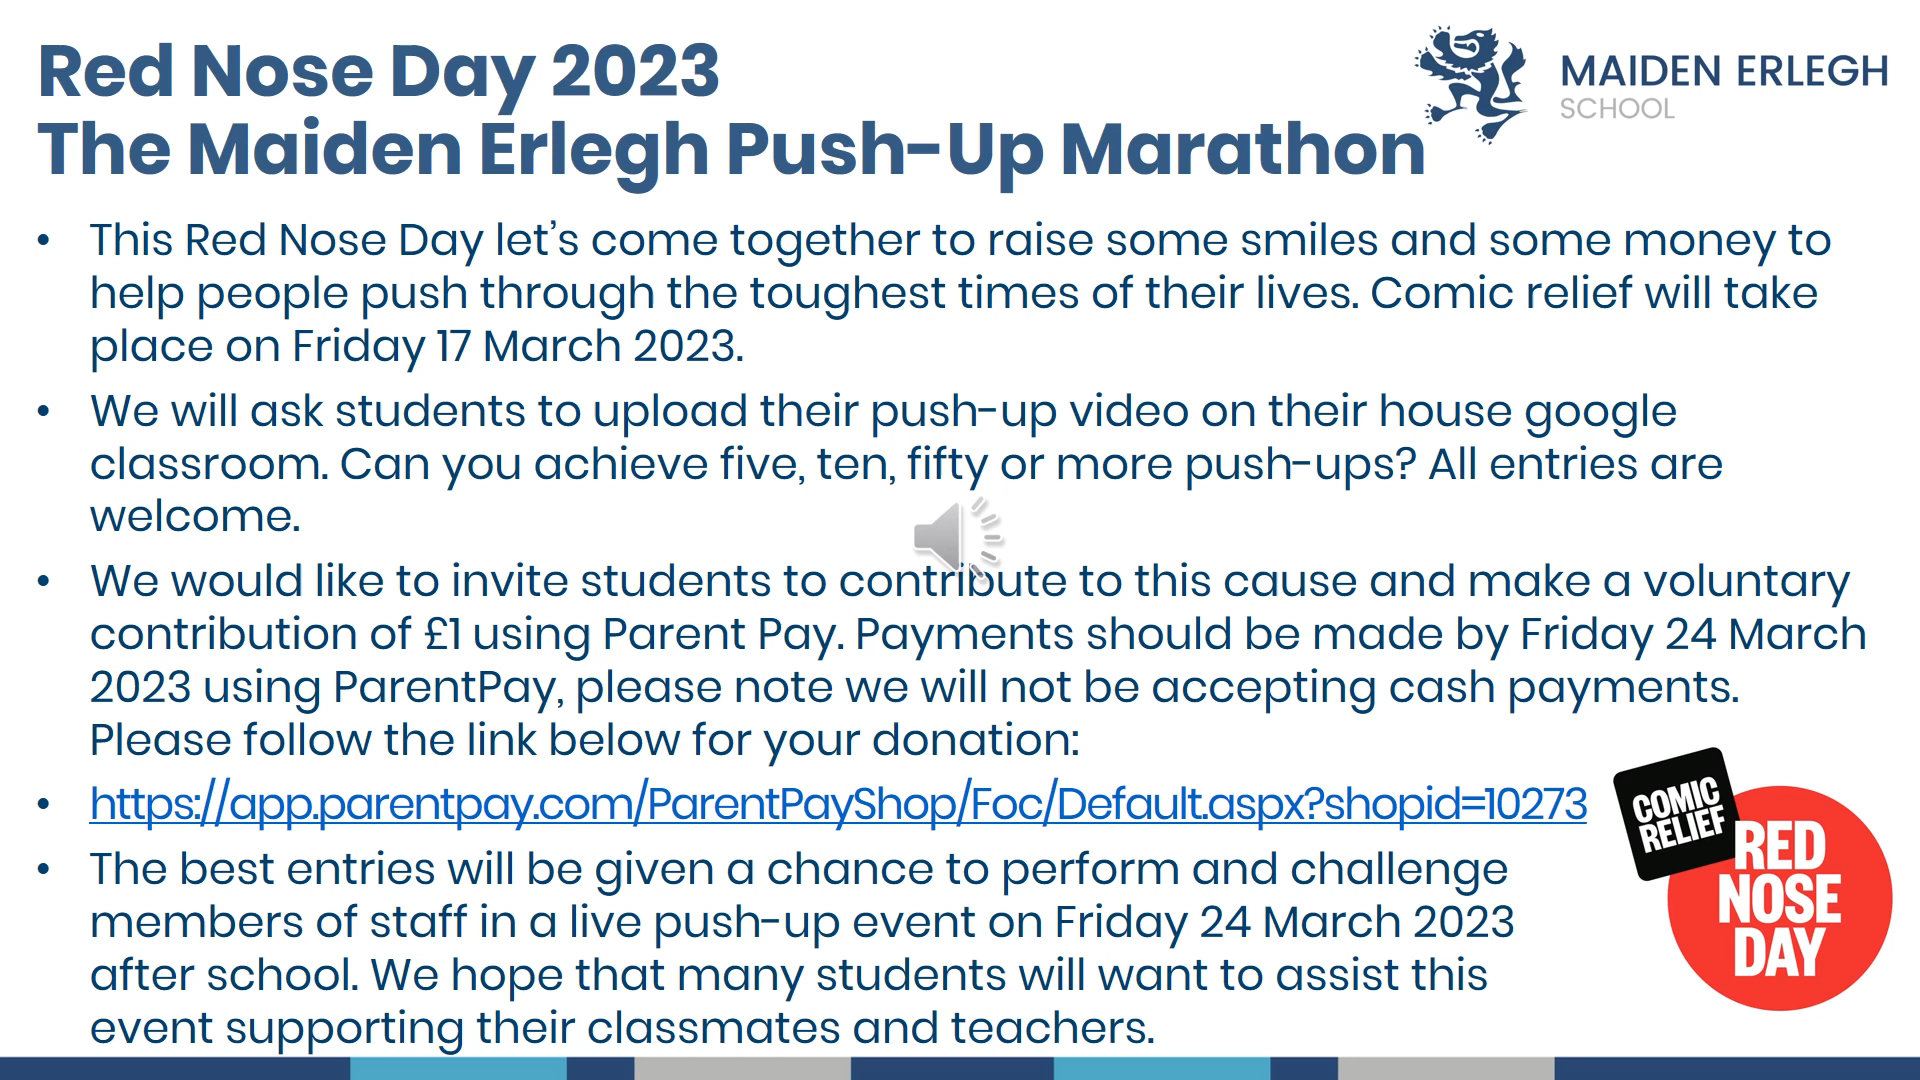 Red Nose Day 2023
The Maiden Erlegh Push-Up Marathon
MAIDEN ERLEGH
SCHOOL
• This Red Nose Day let’s come together to raise some smiles and some money to
help people push through the toughest times of their lives. Comic relief will take
place on Friday 17 March 2023.
• We will ask students to upload their push-up video on their house google
classroom. Can you achieve five, ten, fifty or more push-ups? All entries are
welcome.
• We would like to invite students to contribute to this cause and make a voluntary
contribution of £1 using Parent Pay. Payments should be made by Friday 24 March
2023 using ParentPay, please note we will not be accepting cash payments.
Please follow the link below for your donation:
• https://app.parentpay.com/ParentPayShop/Foc/Default.aspx?shopid=10273
• The best entries will be given a chance to perform and challenge
members of staff in a live push-up event on Friday 24 March 2023
after school. We hope that many students will want to assist this
event supporting their classmates and teachers.
COMIC
RELIEF
RED
NOSE
DAY